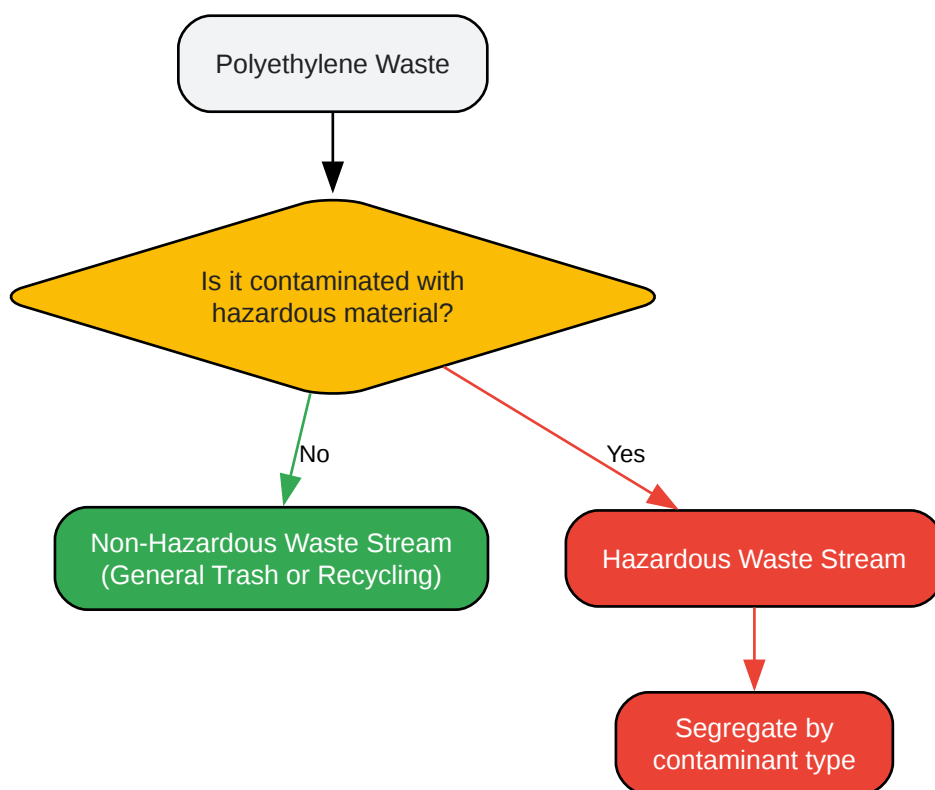 Polyethylene Waste
Is it contaminated with
hazardous material?
No
Yes
Non-Hazardous Waste Stream
(General Trash or Recycling)
Hazardous Waste Stream
Segregate by
contaminant type